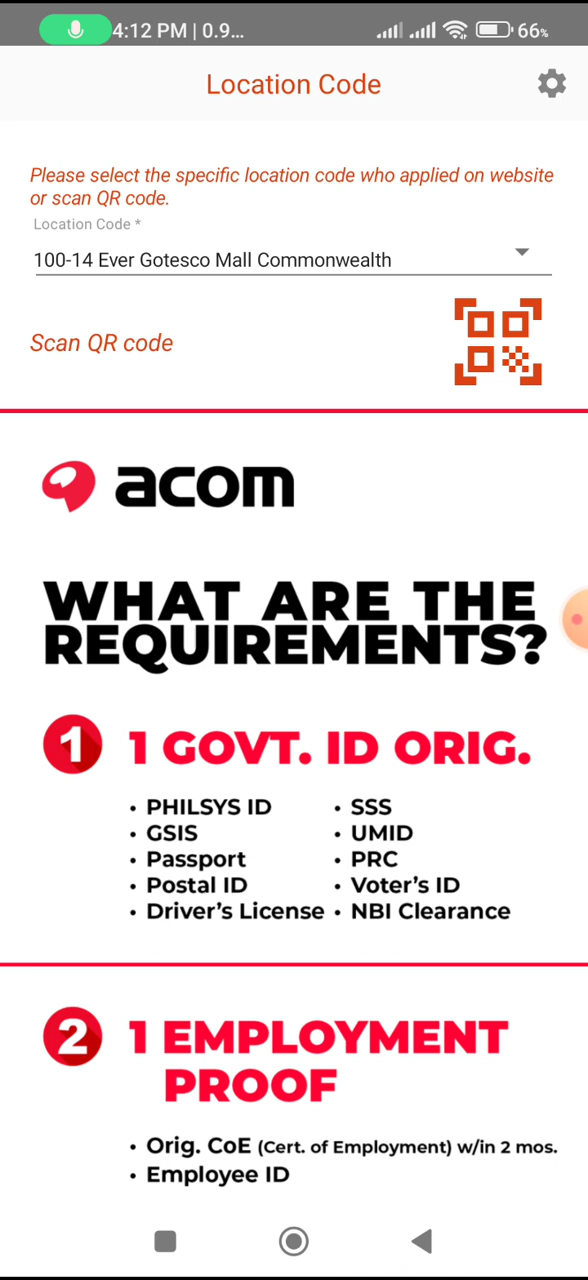 4:12 PM | 0.9...
66%
Location Code
Please select the specific location code who applied on website
or scan QR code.
Location Code *
100-14 Ever Gotesco Mall Commonwealth
Scan QR code
acom
WHAT ARE THE
REQUIREMENTS?
1 1 GOVT. ID ORIG.
• PHILSYS ID • SSS
• GSIS • UMID
• Passport • PRC
• Postal ID • Voter's ID
• Driver's License • NBI Clearance
2 1 EMPLOYMENT
PROOF
• Orig. CoE (Cert. of Employment) w/in 2 mos.
• Employee ID